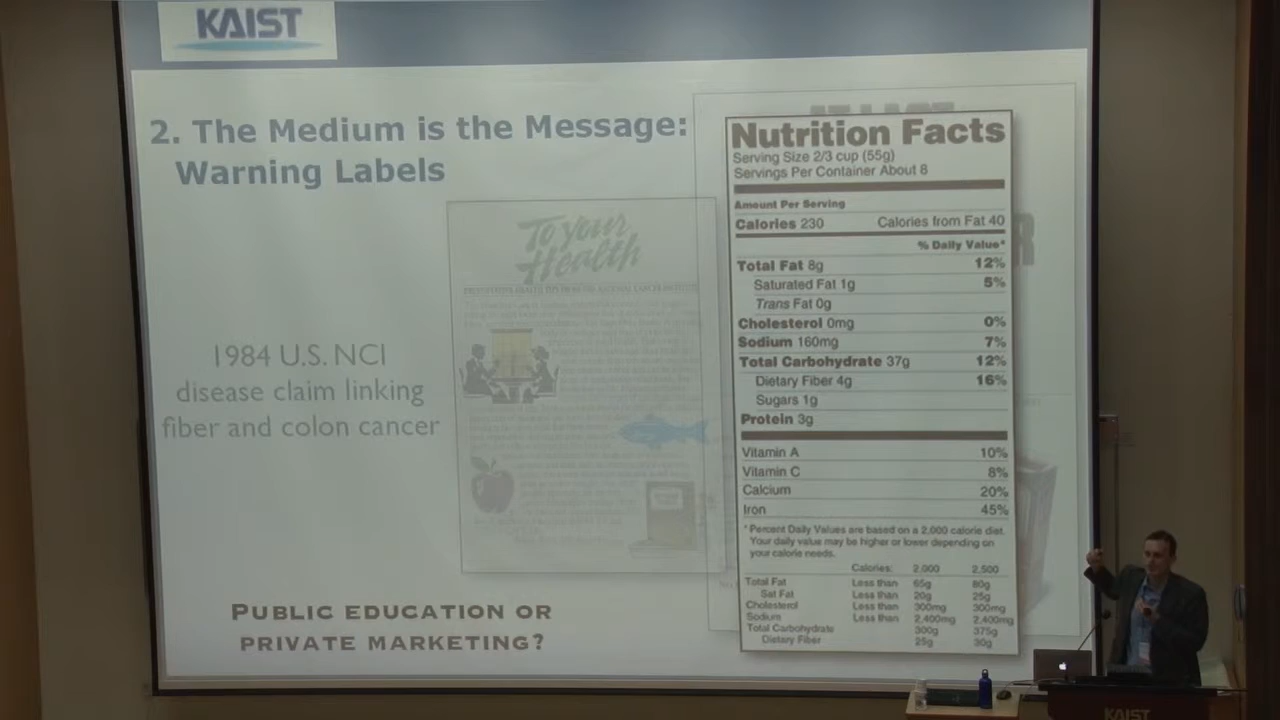 KAIST
2. The Medium is the Message:
Warning Labels
To your
Health
1984 U.S. NCI
disease claim linking
fiber and colon cancer
PUBLIC EDUCATION OR
PRIVATE MARKETING?
Nutrition Facts
Serving Size 2/3 cup (55g)
Servings Per Container About 8
Amount Per Serving
Calories 230 Calories from Fat 40
% Daily Value*
Total Fat 8g 12%
Saturated Fat 1g 5%
Trans Fat 0g
Cholesterol 0mg 0%
Sodium 160mg 7%
Total Carbohydrate 37g 12%
Dietary Fiber 4g 16%
Sugars 1g
Protein 3g
Vitamin A 10%
Vitamin C 8%
Calcium 20%
Iron 45%
* Percent Daily Values are based on a 2,000 calorie diet.
Your daily value may be higher or lower depending on
your calorie needs.
Calories: 2,000 2,500
Total Fat Less than 65g 80g
Sat Fat Less than 20g 25g
Cholesterol Less than 300mg 300mg
Sodium Less than 2,400mg 2,400mg
Total Carbohydrate 300g 375g
Dietary Fiber 25g 30g
KAIST